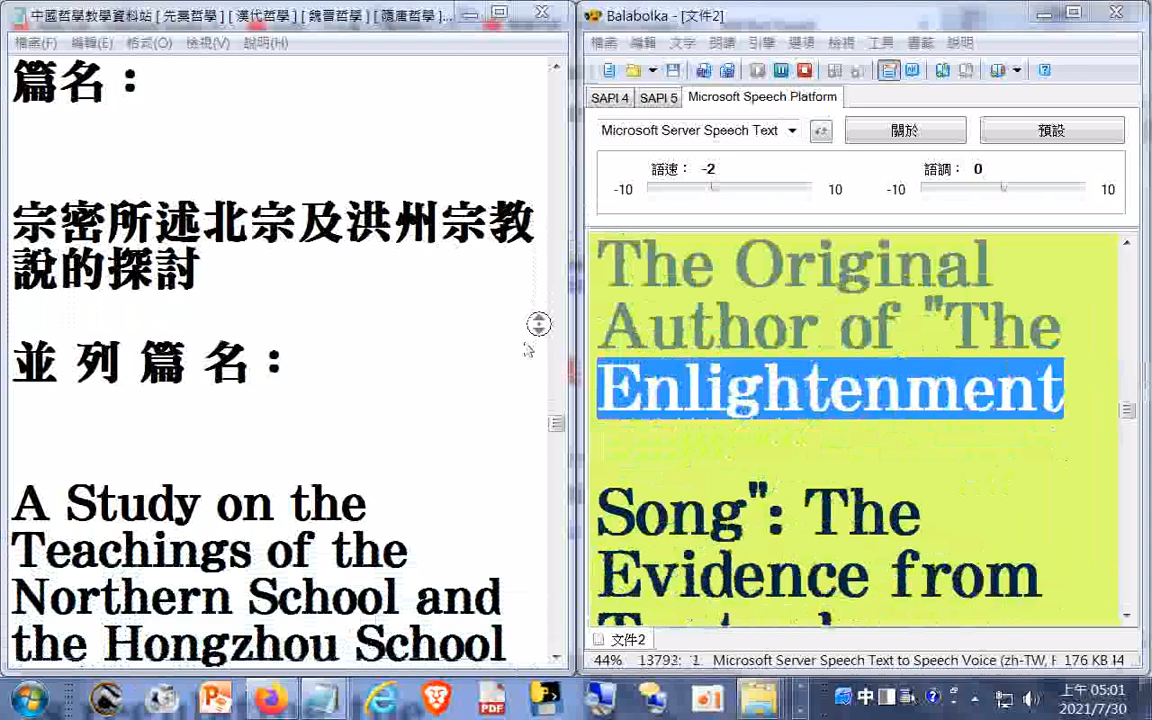 中國哲學教學資料站 [ 先秦哲學 ] [ 漢代哲學 ] [ 魏晉哲學 ] [ 隋唐哲學 ]...
檔案(F) 編輯(E) 格式(O) 檢視(V) 說明(H)
篇名：
宗密所述北宗及洪州宗教
說的探討
並 列 篇 名：
A Study on the
Teachings of the
Northern School and
the Hongzhou School
Balabolka - [文件2]
檔案 編輯 文字 朗讀 引擎 選項 檢視 工具 書籤 說明
SAPI 4 SAPI 5 Microsoft Speech Platform
Microsoft Server Speech Text 關於 預設
語速： -2 語調： 0
-10 10 -10 10
The Original
Author of "The
Enlightenment
Song": The
Evidence from
文件2
44% 13793: 1. Microsoft Server Speech Text to Speech Voice (zh-TW, 176 KB
中 上午 05:01
2021/7/30
PDF